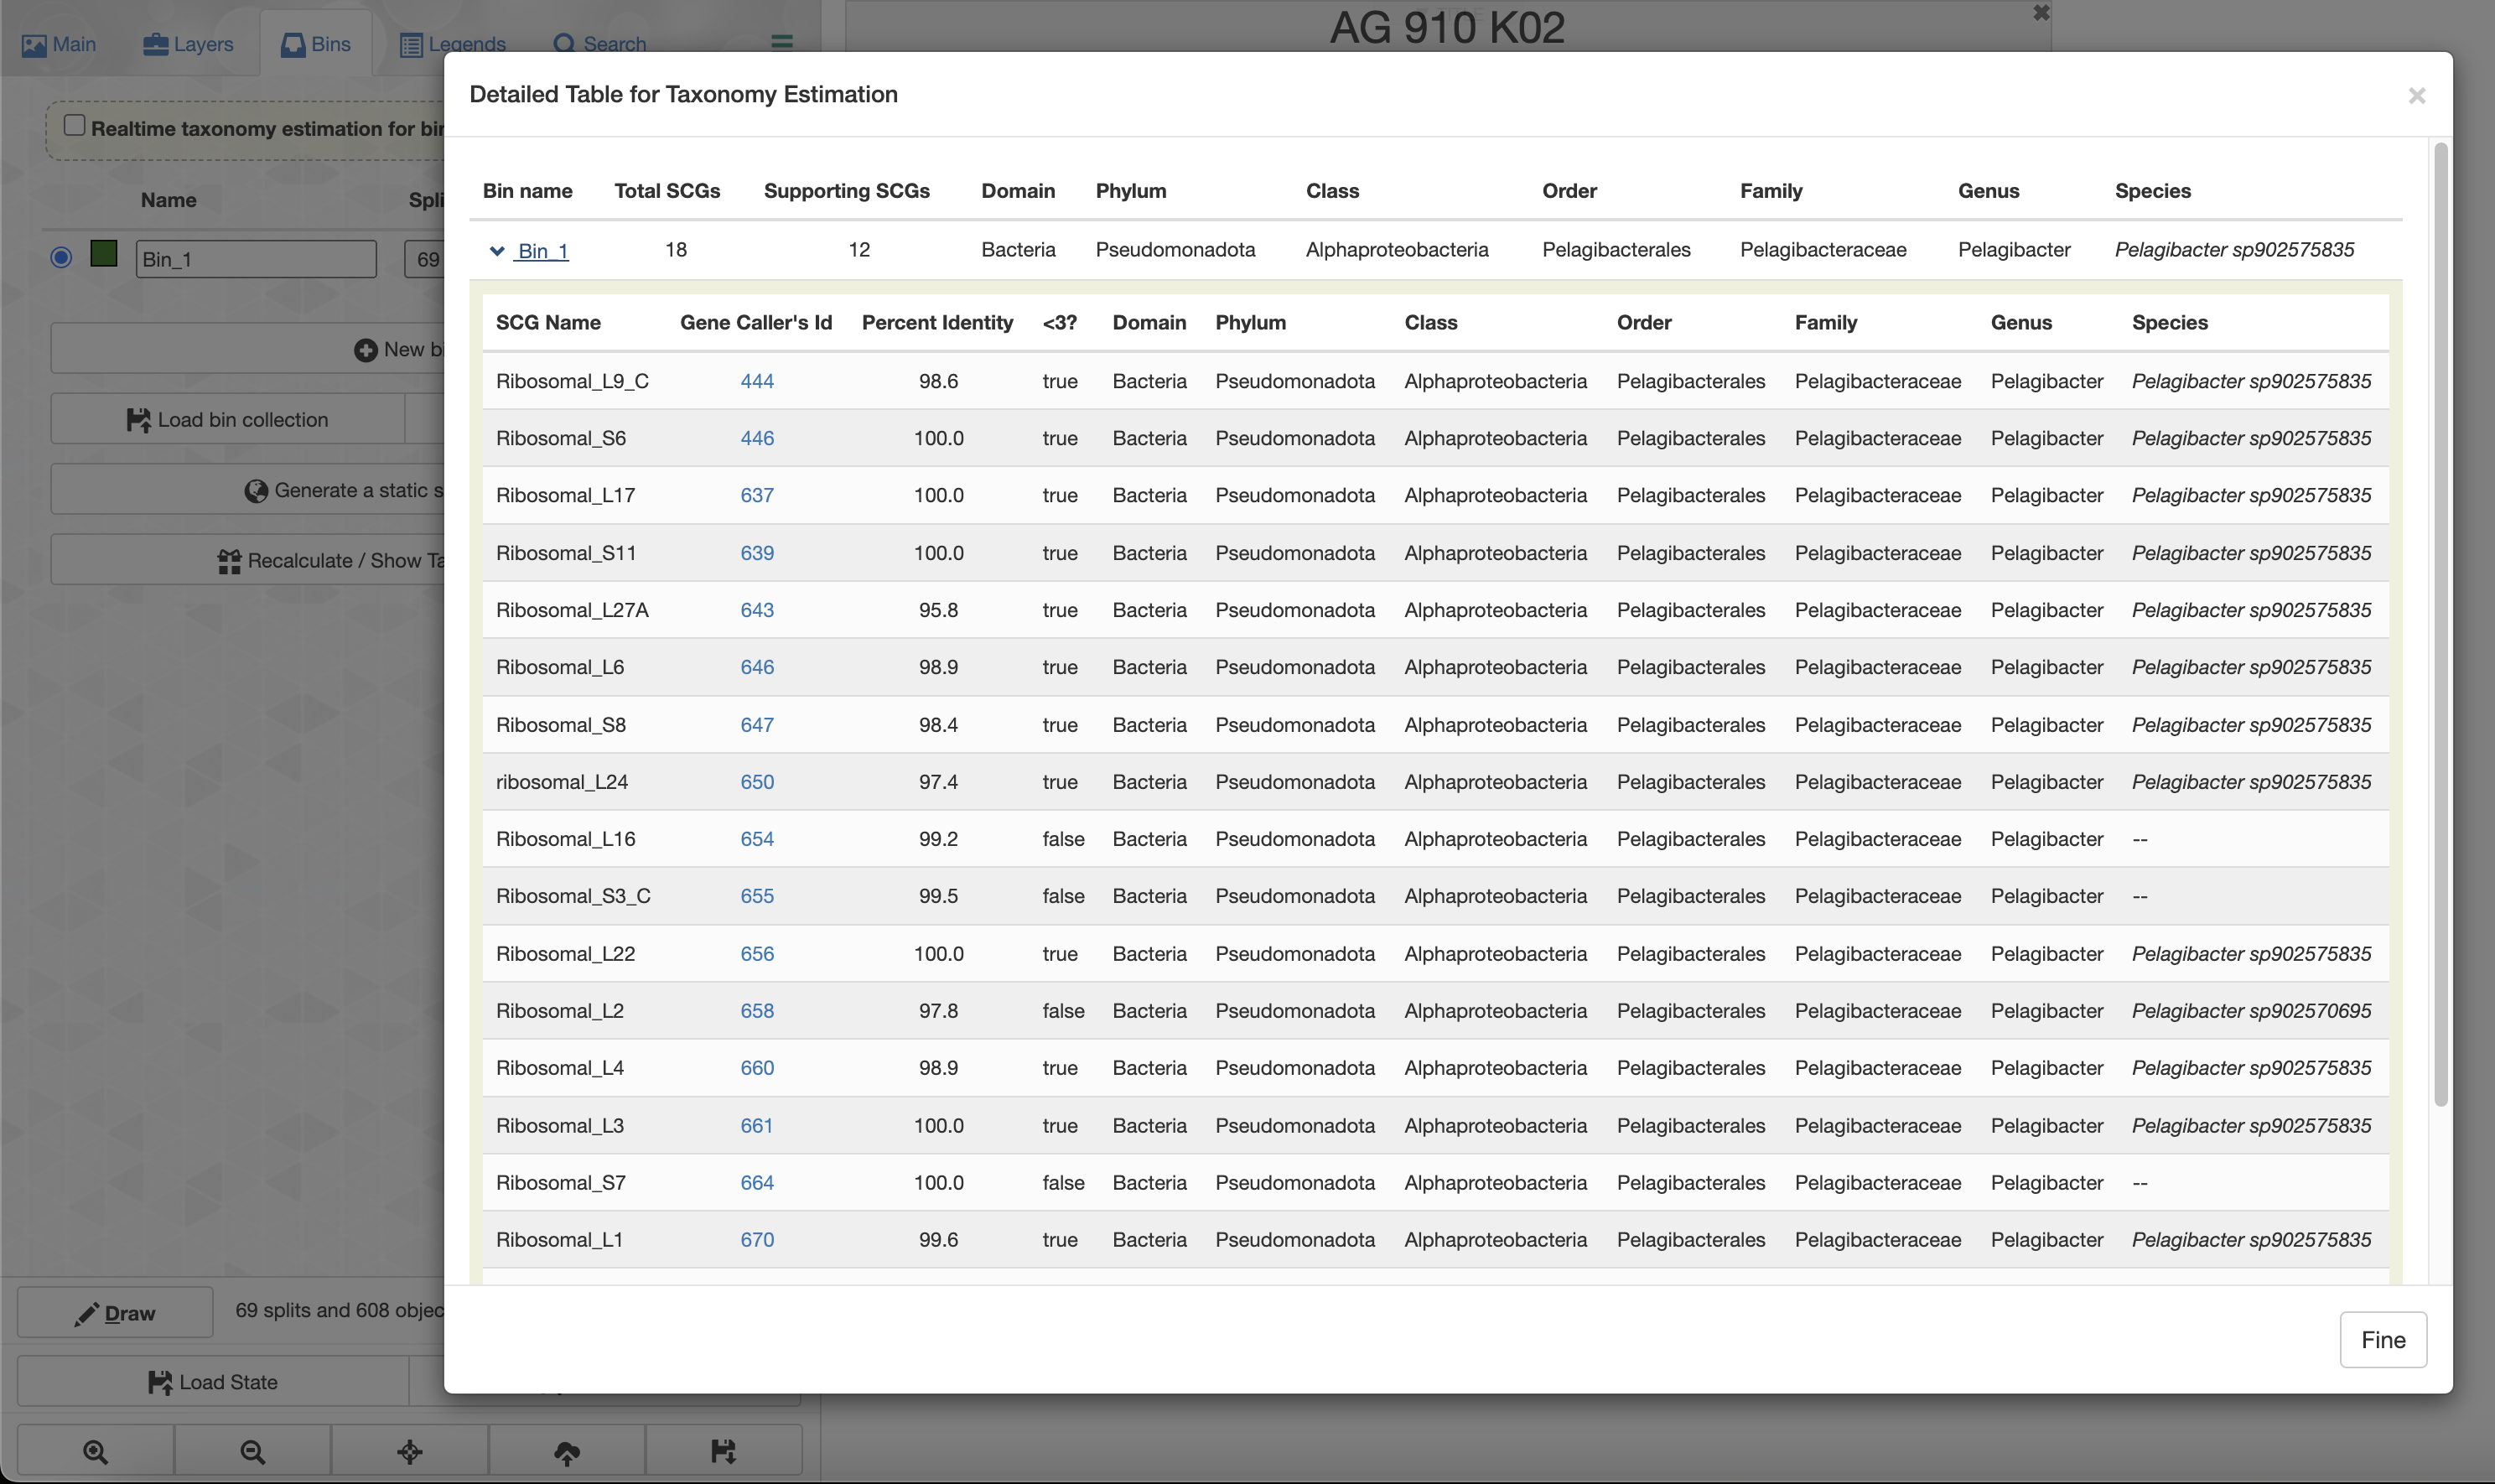 AG 910 K02
Main Layers Bins Legends Search
Detailed Table for Taxonomy Estimation
Realtime taxonomy estimation for bin
Name Spli
Bin_1 69
New bi
Load bin collection
Generate a static s
Recalculate / Show Ta
Bin name Total SCGs Supporting SCGs Domain Phylum Class Order Family Genus Species
Bin_1 18 12 Bacteria Pseudomonadota Alphaproteobacteria Pelagibacterales Pelagibacteraceae Pelagibacter Pelagibacter sp902575835
SCG Name Gene Caller's Id Percent Identity <3? Domain Phylum Class Order Family Genus Species
Ribosomal_L9_C 444 98.6 true Bacteria Pseudomonadota Alphaproteobacteria Pelagibacterales Pelagibacteraceae Pelagibacter Pelagibacter sp902575835
Ribosomal_S6 446 100.0 true Bacteria Pseudomonadota Alphaproteobacteria Pelagibacterales Pelagibacteraceae Pelagibacter Pelagibacter sp902575835
Ribosomal_L17 637 100.0 true Bacteria Pseudomonadota Alphaproteobacteria Pelagibacterales Pelagibacteraceae Pelagibacter Pelagibacter sp902575835
Ribosomal_S11 639 100.0 true Bacteria Pseudomonadota Alphaproteobacteria Pelagibacterales Pelagibacteraceae Pelagibacter Pelagibacter sp902575835
Ribosomal_L27A 643 95.8 true Bacteria Pseudomonadota Alphaproteobacteria Pelagibacterales Pelagibacteraceae Pelagibacter Pelagibacter sp902575835
Ribosomal_L6 646 98.9 true Bacteria Pseudomonadota Alphaproteobacteria Pelagibacterales Pelagibacteraceae Pelagibacter Pelagibacter sp902575835
Ribosomal_S8 647 98.4 true Bacteria Pseudomonadota Alphaproteobacteria Pelagibacterales Pelagibacteraceae Pelagibacter Pelagibacter sp902575835
ribosomal_L24 650 97.4 true Bacteria Pseudomonadota Alphaproteobacteria Pelagibacterales Pelagibacteraceae Pelagibacter Pelagibacter sp902575835
Ribosomal_L16 654 99.2 false Bacteria Pseudomonadota Alphaproteobacteria Pelagibacterales Pelagibacteraceae Pelagibacter --
Ribosomal_S3_C 655 99.5 false Bacteria Pseudomonadota Alphaproteobacteria Pelagibacterales Pelagibacteraceae Pelagibacter --
Ribosomal_L22 656 100.0 true Bacteria Pseudomonadota Alphaproteobacteria Pelagibacterales Pelagibacteraceae Pelagibacter Pelagibacter sp902575835
Ribosomal_L2 658 97.8 false Bacteria Pseudomonadota Alphaproteobacteria Pelagibacterales Pelagibacteraceae Pelagibacter Pelagibacter sp902570695
Ribosomal_L4 660 98.9 true Bacteria Pseudomonadota Alphaproteobacteria Pelagibacterales Pelagibacteraceae Pelagibacter Pelagibacter sp902575835
Ribosomal_L3 661 100.0 true Bacteria Pseudomonadota Alphaproteobacteria Pelagibacterales Pelagibacteraceae Pelagibacter Pelagibacter sp902575835
Ribosomal_S7 664 100.0 false Bacteria Pseudomonadota Alphaproteobacteria Pelagibacterales Pelagibacteraceae Pelagibacter --
Ribosomal_L1 670 99.6 true Bacteria Pseudomonadota Alphaproteobacteria Pelagibacterales Pelagibacteraceae Pelagibacter Pelagibacter sp902575835
Draw 69 splits and 608 objec
Fine
Load State